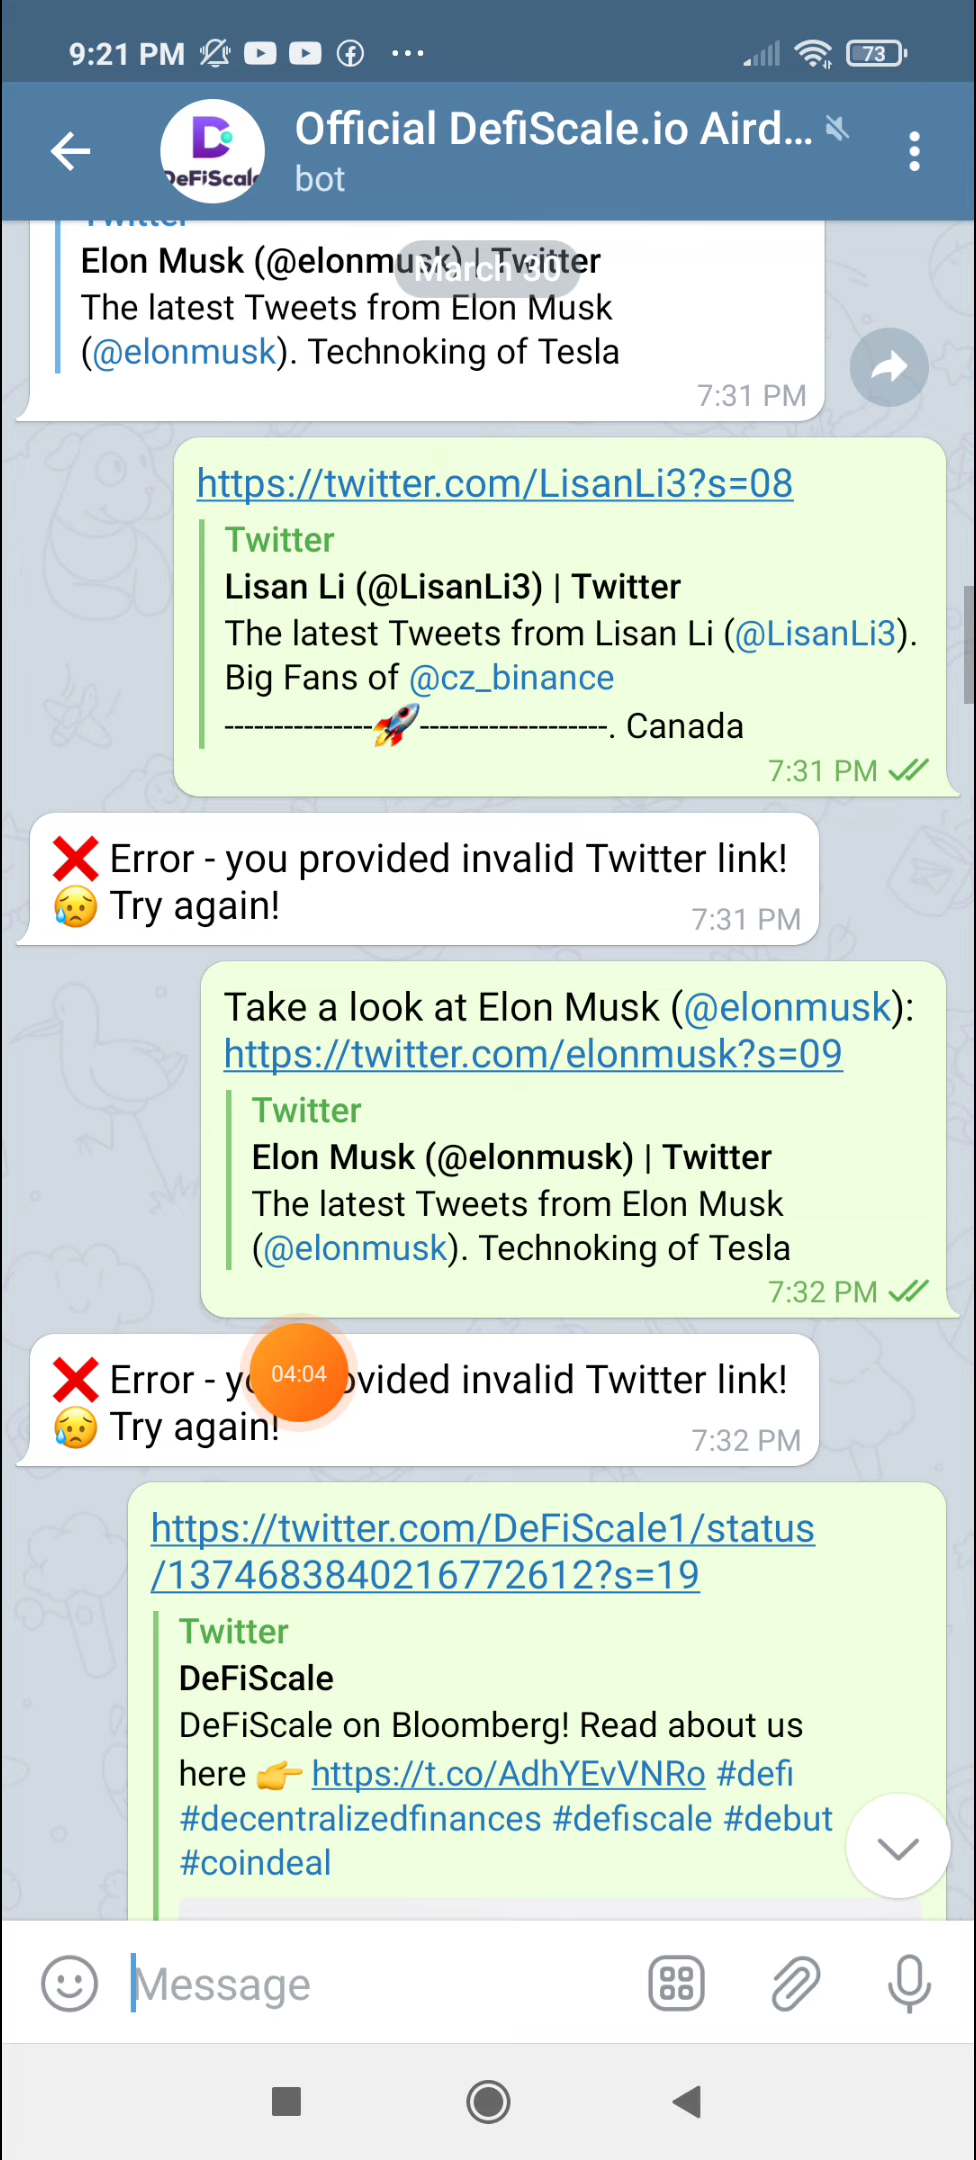 9:21 PM
73
DeFiScale
Official DefiScale.io Aird...
bot
Twitter
Elon Musk (@elonmusk) | Twitter
March 30
The latest Tweets from Elon Musk
(@elonmusk). Technoking of Tesla
7:31 PM
https://twitter.com/LisanLi3?s=08
Twitter
Lisan Li (@LisanLi3) | Twitter
The latest Tweets from Lisan Li (@LisanLi3).
Big Fans of @cz_binance
---------------🚀-------------------. Canada
7:31 PM
❌ Error - you provided invalid Twitter link!
😥 Try again!
7:31 PM
Take a look at Elon Musk (@elonmusk):
https://twitter.com/elonmusk?s=09
Twitter
Elon Musk (@elonmusk) | Twitter
The latest Tweets from Elon Musk
(@elonmusk). Technoking of Tesla
7:32 PM
❌ Error - you provided invalid Twitter link!
04:04
😥 Try again!
7:32 PM
https://twitter.com/DeFiScale1/status
/1374683840216772612?s=19
Twitter
DeFiScale
DeFiScale on Bloomberg! Read about us
here 👉 https://t.co/AdhYEvVNRo #defi
#decentralizedfinances #defiscale #debut
#coindeal
Message